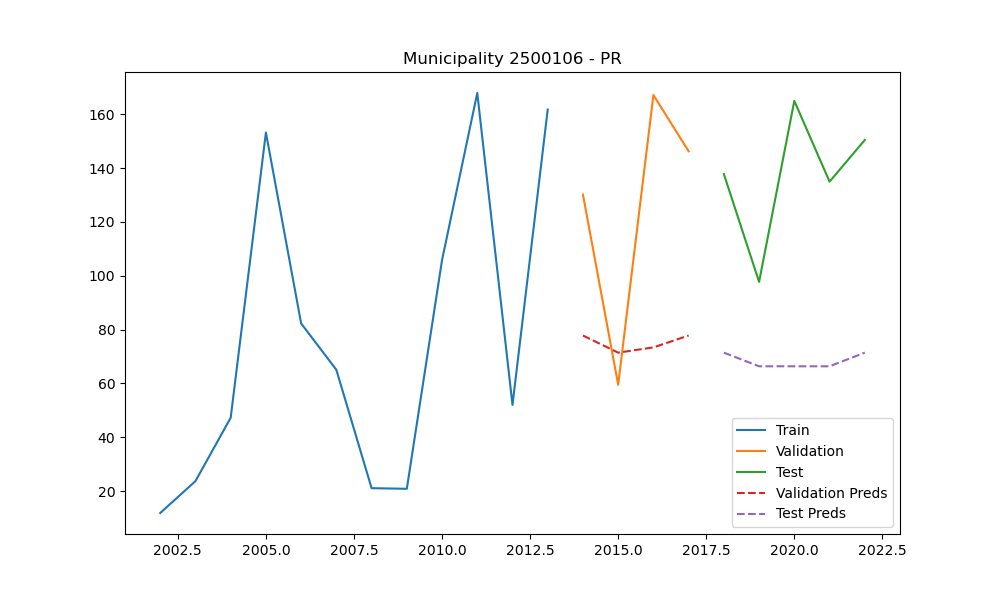 Municipality 2500106 - PR
160
140
120
100
80
60
40
20
2002.5 2005.0 2007.5 2010.0 2012.5 2015.0 2017.5 2020.0 2022.5
Train
Validation
Test
Validation Preds
Test Preds